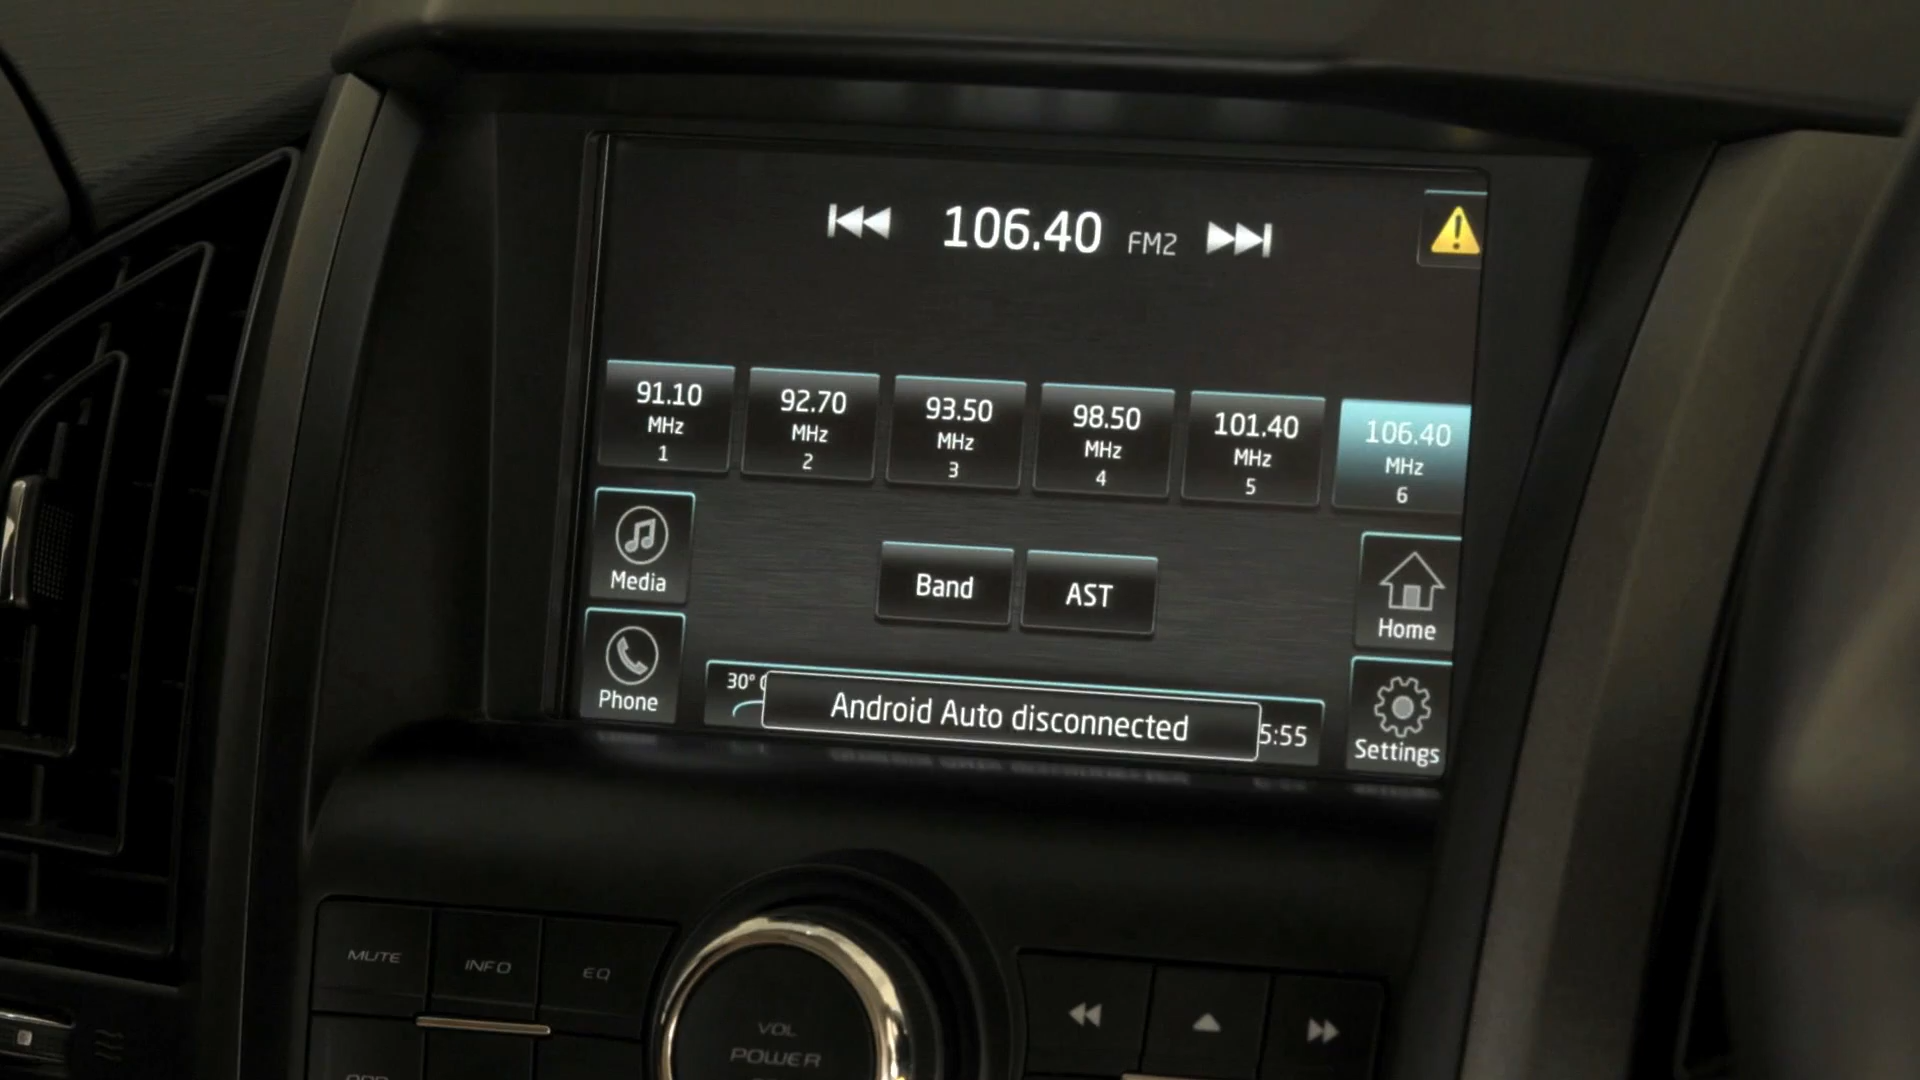 106.40 FM2
91.10
MHz
1
92.70
MHz
2
93.50
MHz
3
98.50
MHz
4
101.40
MHz
5
106.40
MHz
6
Media
Band
AST
Home
Phone
30°
Android Auto disconnected
5:55
Settings
MUTE
INFO
EQ
VOL
POWER